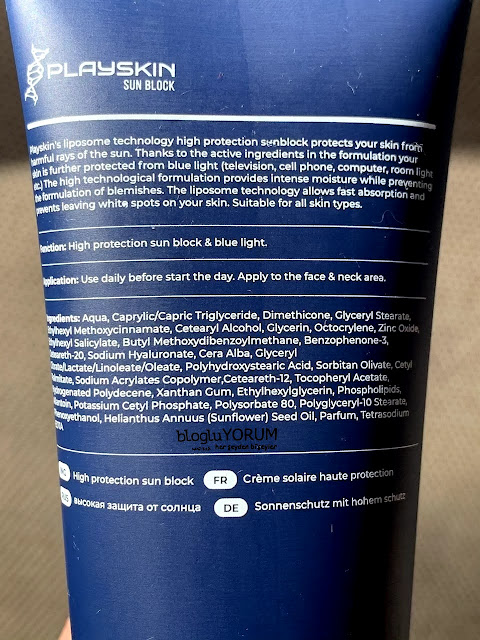 PLAYSKIN
SUN BLOCK
Playskin's liposome technology high protection sunblock protects your skin from
harmful rays of the sun. Thanks to the active ingredients in the formulation your
skin is further protected from blue light (television, cell phone, computer, room light
etc.) The high technological formulation provides intense moisture while preventing
the formulation of blemishes. The liposome technology allows fast absorption and
prevents leaving white spots on your skin. Suitable for all skin types.
Function: High protection sun block & blue light.
Application: Use daily before start the day. Apply to the face & neck area.
Ingredients: Aqua, Caprylic/Capric Triglyceride, Dimethicone, Glyceryl Stearate,
Ethylhexyl Methoxycinnamate, Cetearyl Alcohol, Glycerin, Octocrylene, Zinc Oxide,
Ethylhexyl Salicylate, Butyl Methoxydibenzoylmethane, Benzophenone-3,
Ceteareth-20, Sodium Hyaluronate, Cera Alba, Glyceryl
Citrate/Lactate/Linoleate/Oleate, Polyhydroxystearic Acid, Sorbitan Olivate, Cetyl
Palmitate, Sodium Acrylates Copolymer,Ceteareth-12, Tocopheryl Acetate,
Hydrogenated Polydecene, Xanthan Gum, Ethylhexylglycerin, Phospholipids,
Allantoin, Potassium Cetyl Phosphate, Polysorbate 80, Polyglyceryl-10 Stearate,
Phenoxyethanol, Helianthus Annuus (Sunflower) Seed Oil, Parfum, Tetrasodium
EDTA
bloglu YORUM
High protection sun block FR Crème solaire haute protection
RUS высокая защита от солнца DE Sonnenschutz mit hohem schutz